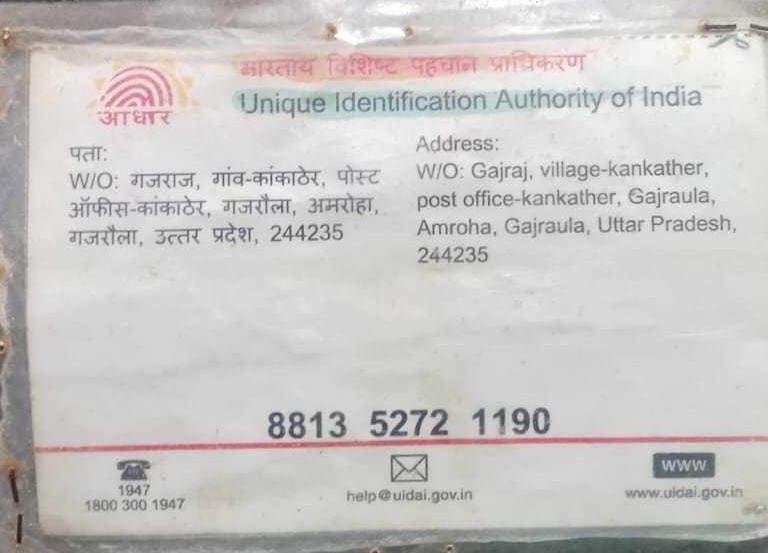 भारतीय विशिष्ट पहचान प्राधिकरण
Unique Identification Authority of India
आधार
पता:
W/O: गजराज, गांव-कांकाठेर, पोस्ट
ऑफीस-कांकाठेर, गजरौला, अमरोहा,
गजरौला, उत्तर प्रदेश, 244235
Address:
W/O: Gajraj, village-kankather,
post office-kankather, Gajraula,
Amroha, Gajraula, Uttar Pradesh,
244235
8813 5272 1190
1947
1800 300 1947
help@uidai.gov.in
WWW
www.uidai.gov.in